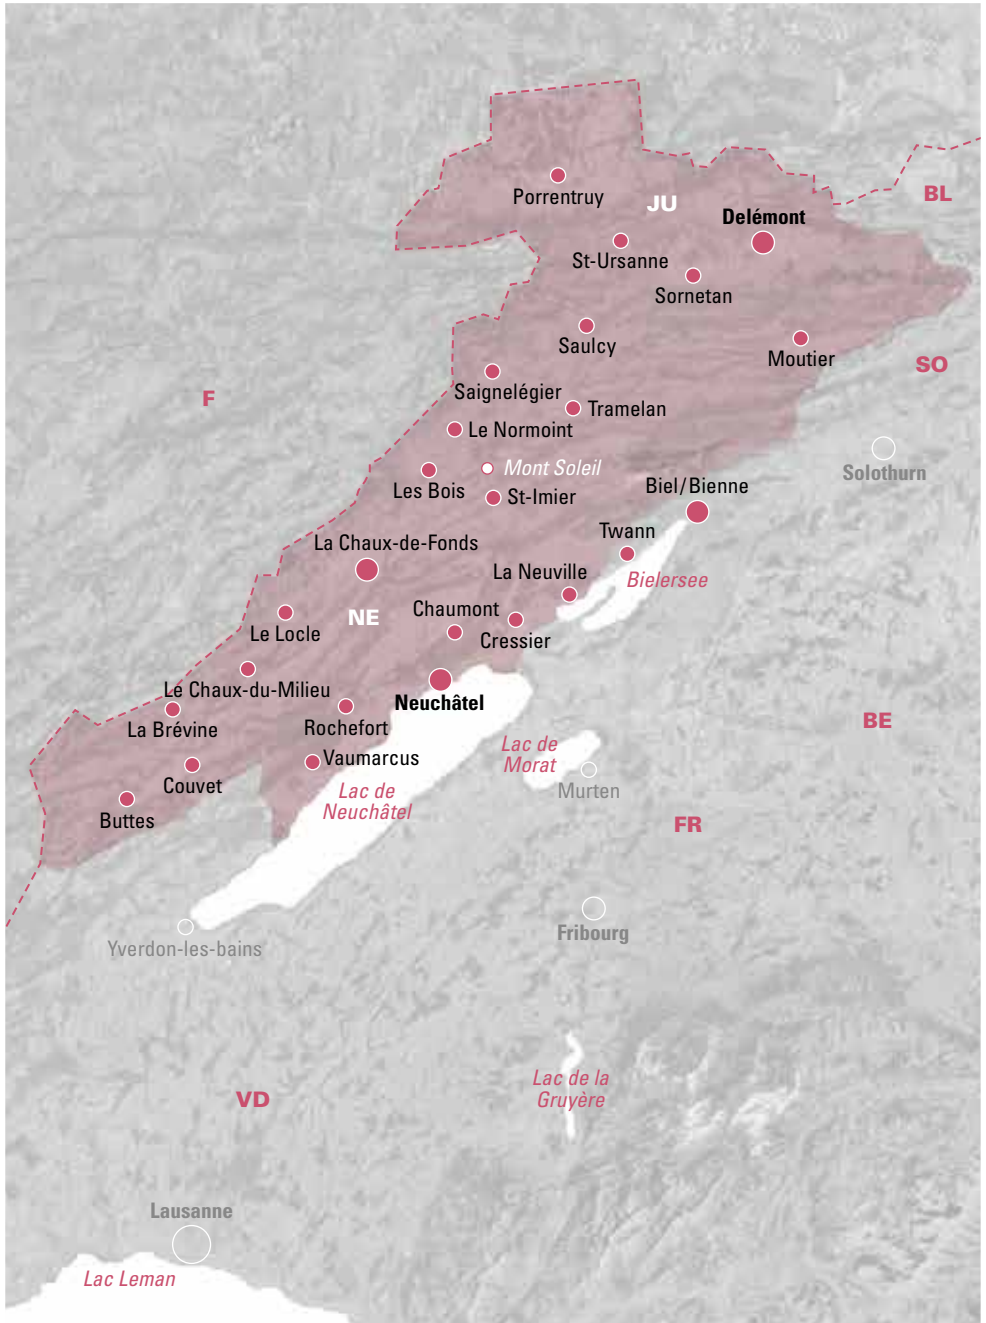 Porrentruy
JU
BL
Delémont
St-Ursanne
Sornetan
Saulcy
Moutier
SO
Saignelégier
F
Tramelan
Le Normoint
Mont Soleil
Solothurn
Les Bois
St-Imier
Biel/Bienne
Twann
La Chaux-de-Fonds
La Neuville
Bielersee
Chaumont
NE
Le Locle
Cressier
Le Chaux-du-Milieu
Neuchâtel
Rochefort
BE
La Brévine
Lac de
Morat
Vaumarcus
Couvet
Lac de
Neuchâtel
Murten
Buttes
FR
Fribourg
Yverdon-les-bains
Lac de la
Gruyère
VD
Lausanne
Lac Leman